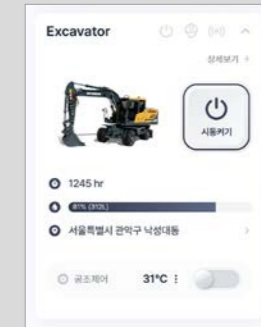 Excavator
상세보기 +
시동켜기
1245 hr
81% (312L)
서울특별시 관악구 낙성대동
공조제어 31°C